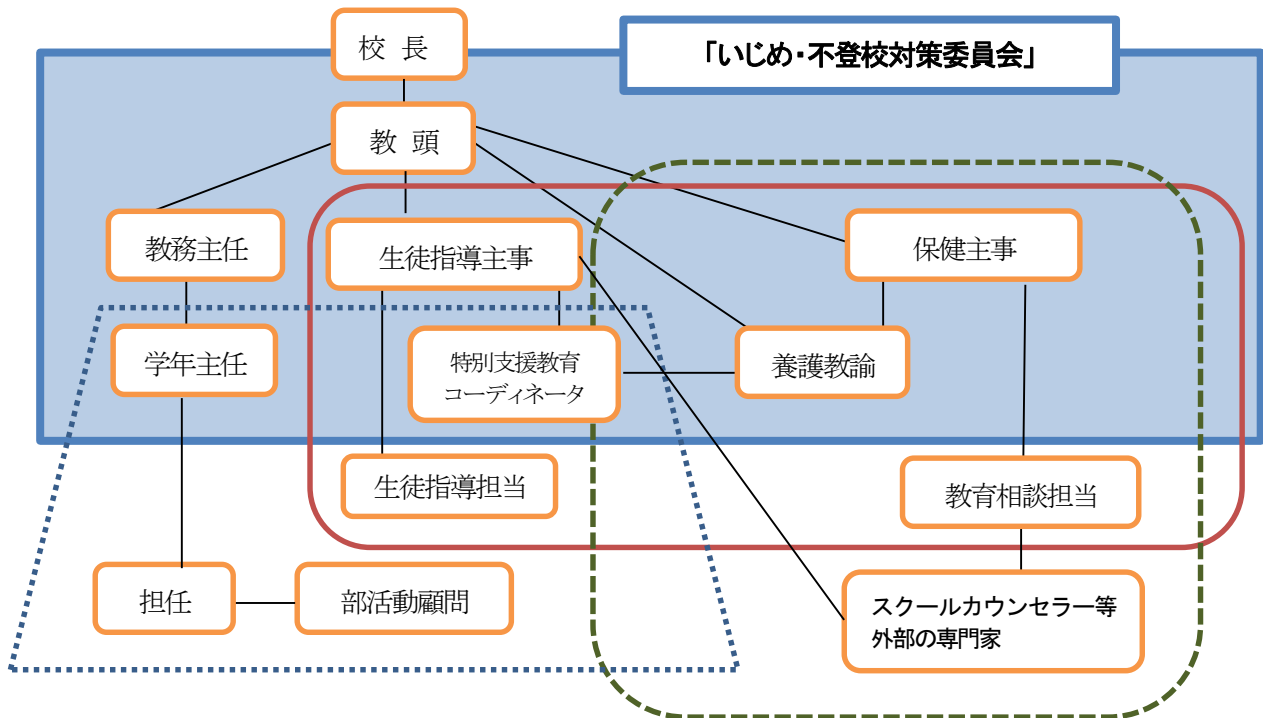 校 長
「いじめ・不登校対策委員会」
教 頭
教務主任
生徒指導主事
保健主事
学年主任
特別支援教育
コーディネータ
養護教諭
生徒指導担当
教育相談担当
担任
部活動顧問
スクールカウンセラー等
外部の専門家